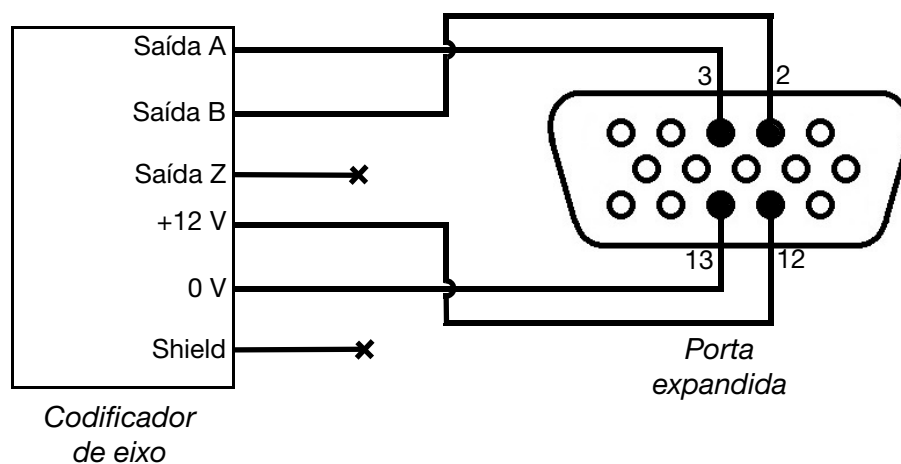 Saída A
Saída B
Saída Z
+12 V
0 V
Shield
Codificador
de eixo
3
2
13
12
Porta
expandida